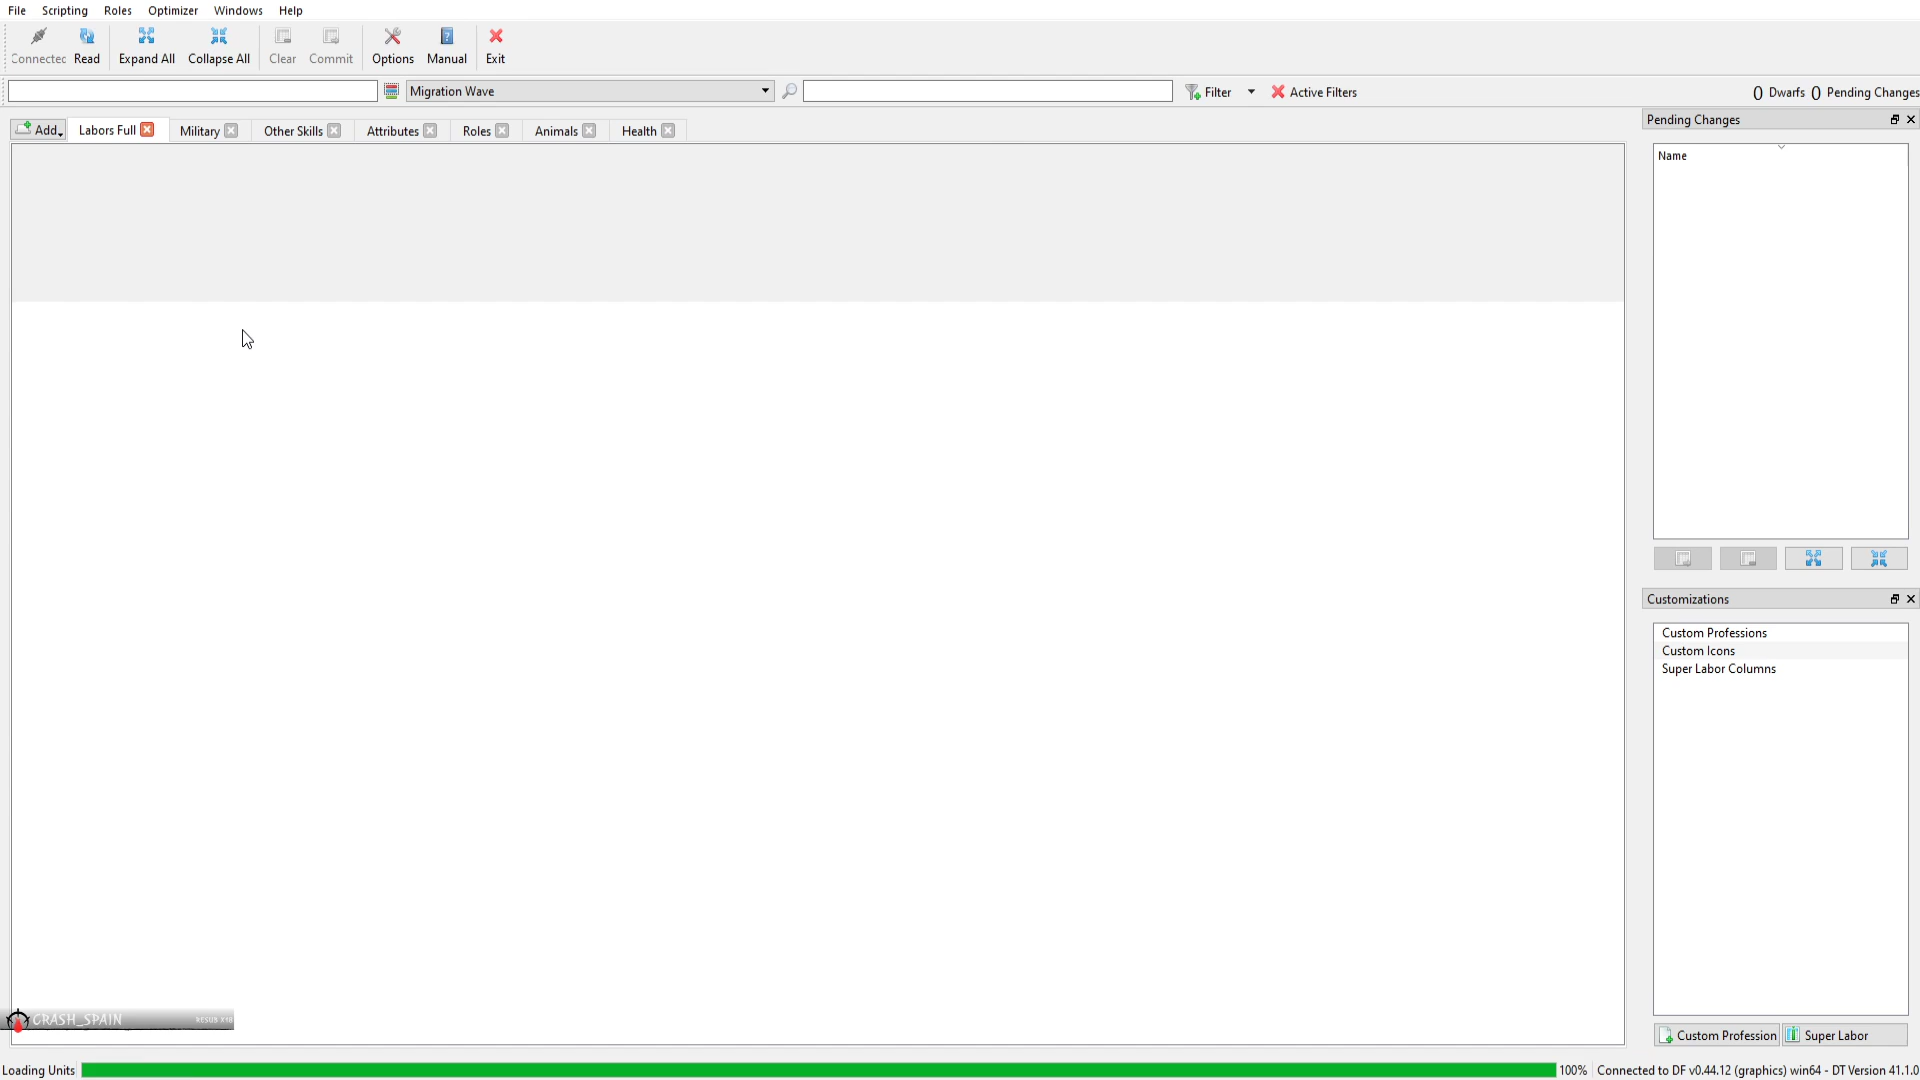 File Scripting Roles Optimizer Windows Help
Connectec Read Expand All Collapse All Clear Commit Options Manual Exit
Migration Wave Filter Active Filters 0 Dwarfs 0 Pending Changes
Add Labors Full Military Other Skills Attributes Roles Animals Health
Pending Changes
Name
Customizations
Custom Professions
Custom Icons
Super Labor Columns
CRASH_SPAIN
Custom Profession Super Labor
Loading Units 100% Connected to DF v0.44.12 (graphics) win64 - DT Version 41.1.0